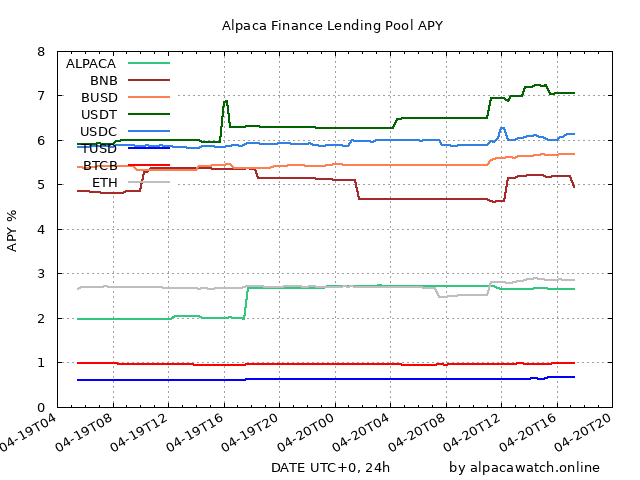 Alpaca Finance Lending Pool APY
8
7
6
5
4
3
2
1
0
APY %
ALPACA
BNB
BUSD
USDT
USDC
TUSD
BTCB
ETH
04-19T04
04-19T08
04-19T12
04-19T16
04-19T20
04-20T00
04-20T04
04-20T08
04-20T12
04-20T16
04-20T20
DATE UTC+0, 24h
by alpacawatch.online